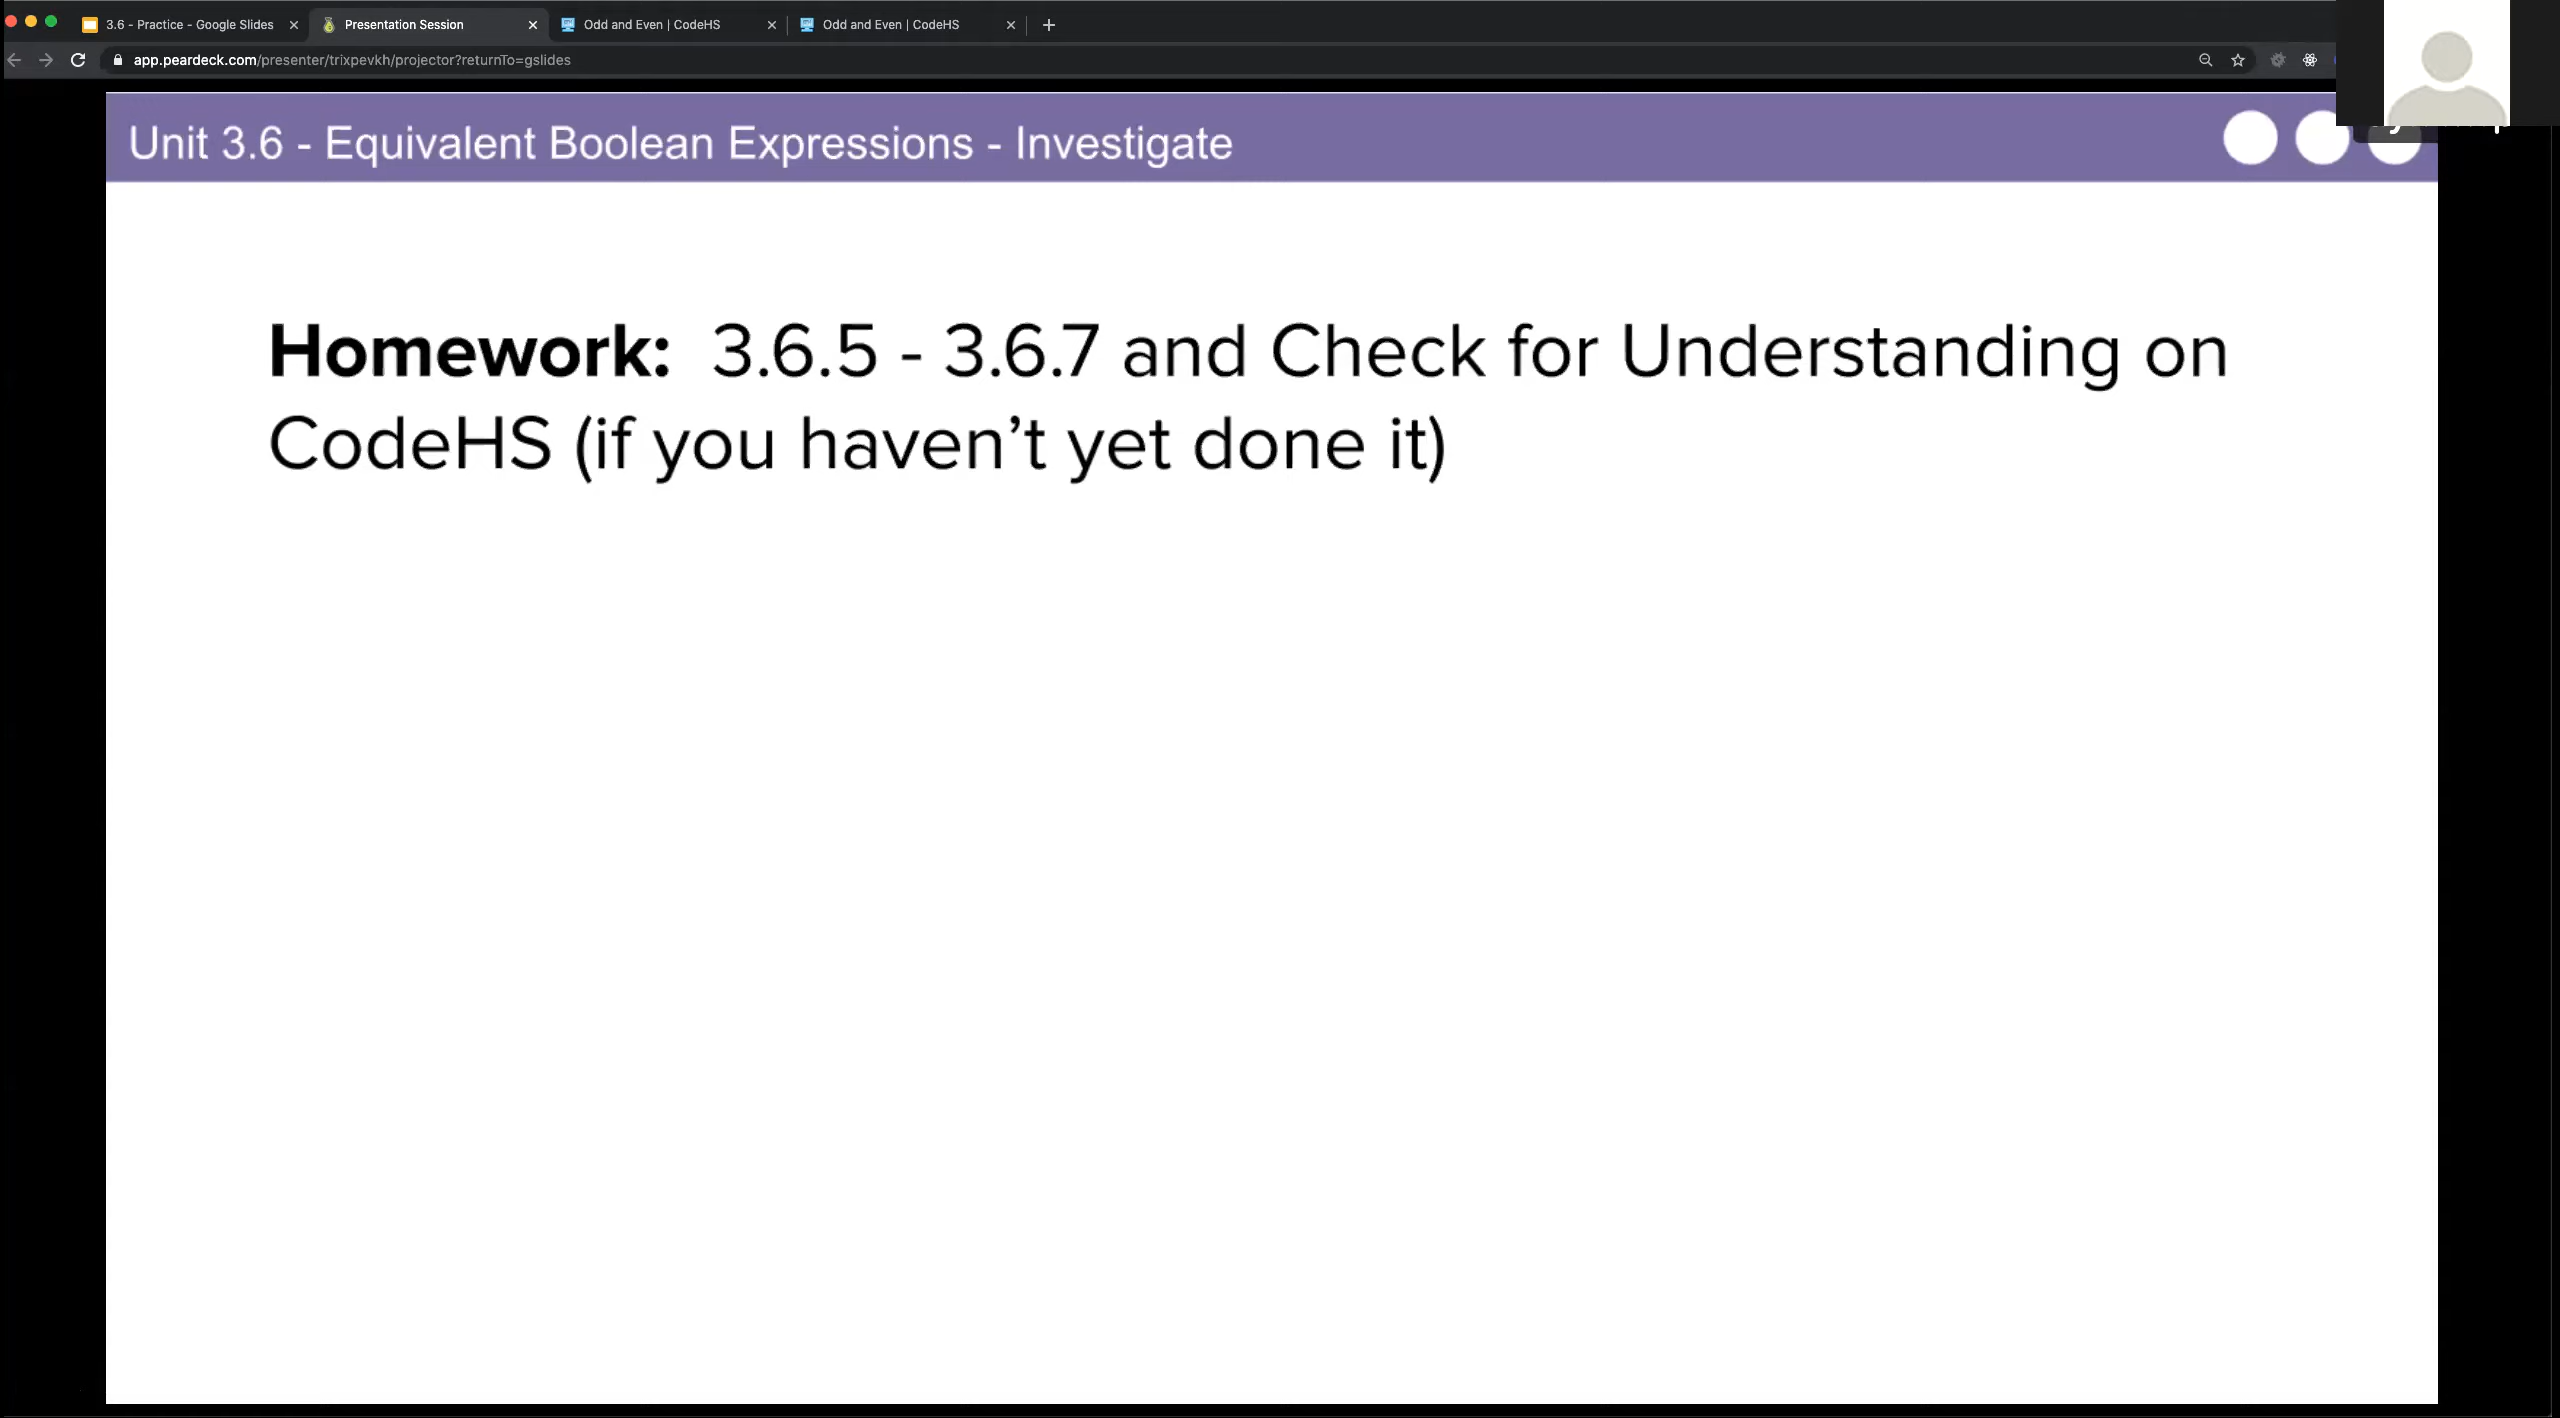 3.6 - Practice - Google Slides
Presentation Session
Odd and Even | CodeHS
Odd and Even | CodeHS
app.peardeck.com/presenter/trixpevkh/projector?returnTo=gslides
Unit 3.6 - Equivalent Boolean Expressions - Investigate
Homework: 3.6.5 - 3.6.7 and Check for Understanding on
CodeHS (if you haven't yet done it)